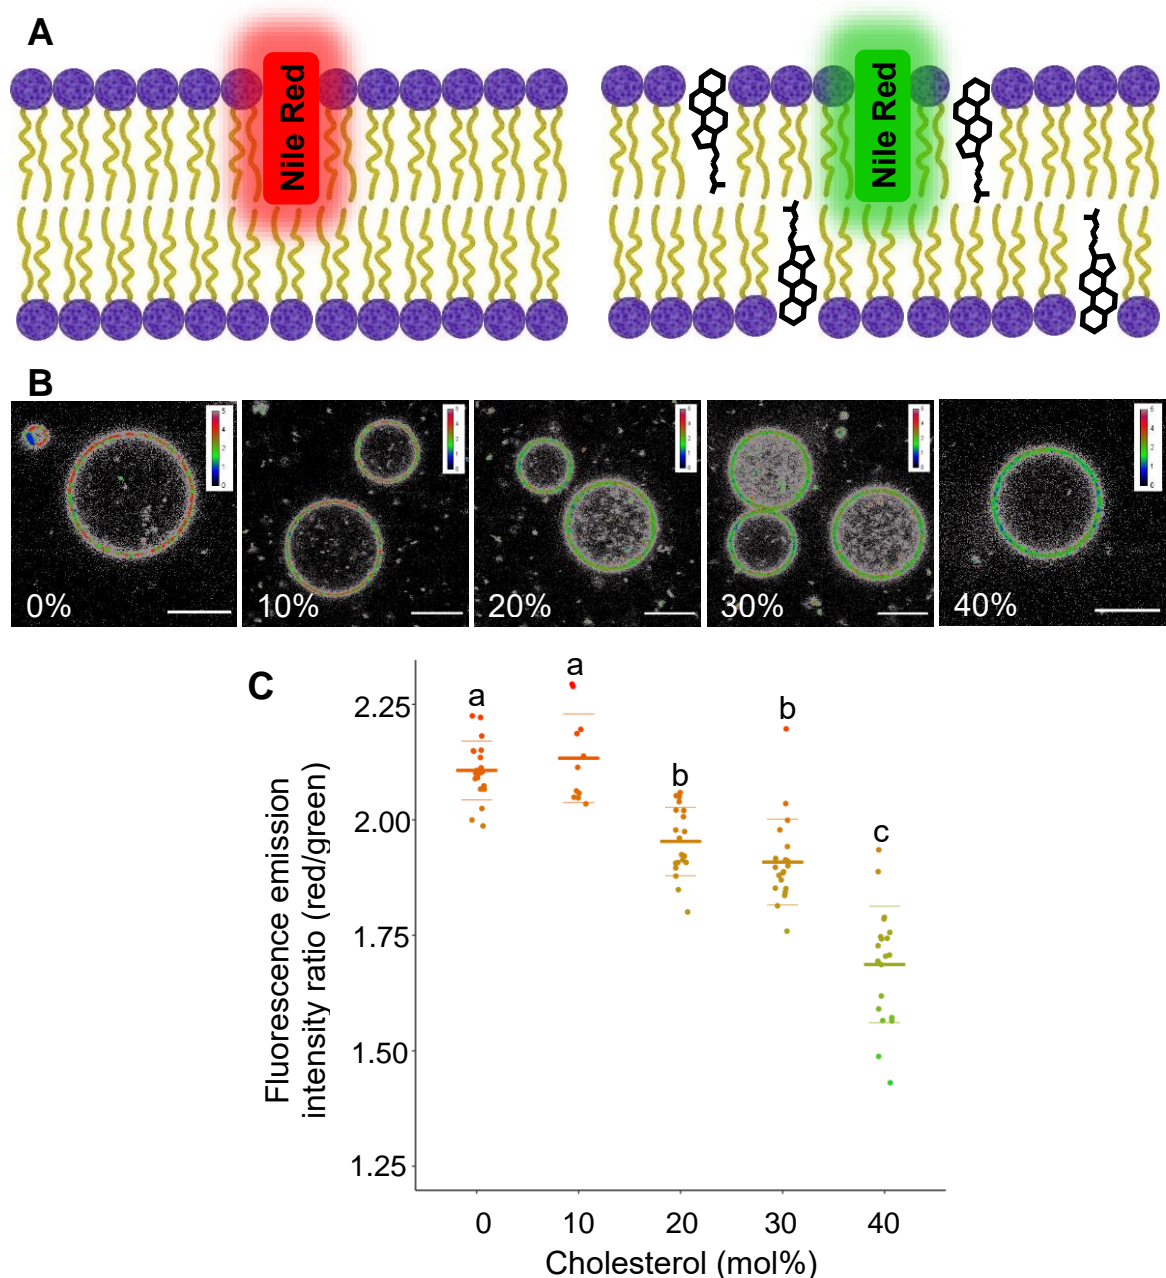 A
Nile Red
Nile Red
B
0%
10%
20%
30%
40%
C
Fluorescence emission
intensity ratio (red/green)
2.25
2.00
1.75
1.50
1.25
a
a
b
b
c
0
10
20
30
40
Cholesterol (mol%)